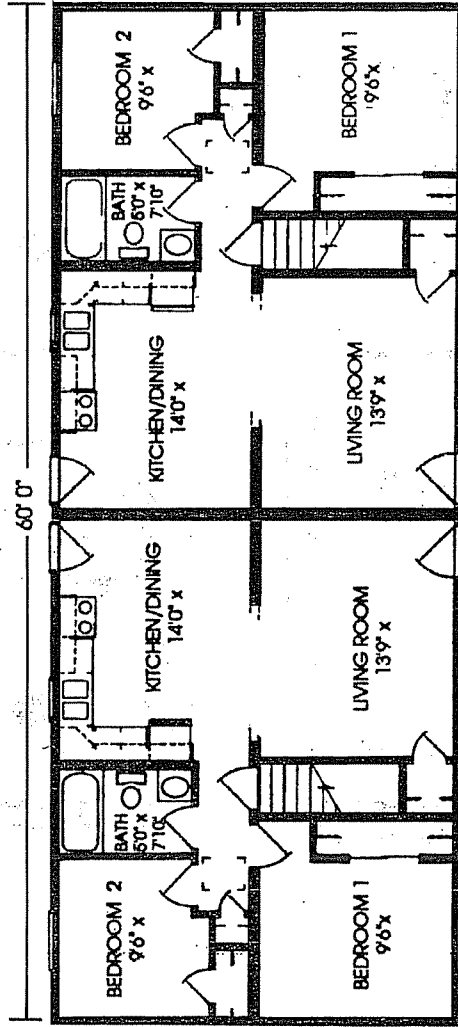 60' 0"
BEDROOM 2
9'6" x
BATH
5'0" x
7'10"
KITCHEN/DINING
14'0" x
KITCHEN/DINING
14'0" x
BATH
5'0" x
7'10"
BEDROOM 2
9'6" x
BEDROOM 1
9'6" x
LIVING ROOM
13'9" x
LIVING ROOM
13'9" x
BEDROOM 1
9'6" x